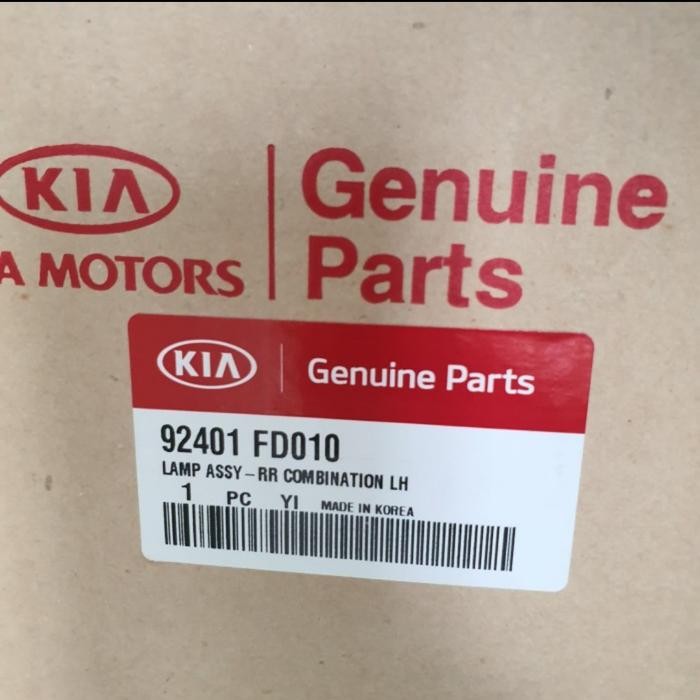 KIA
A MOTORS
Genuine
Parts
KIA
Genuine Parts
92401 FD010
LAMP ASSY-RR COMBINATION LH
1 PC YI MADE IN KOREA